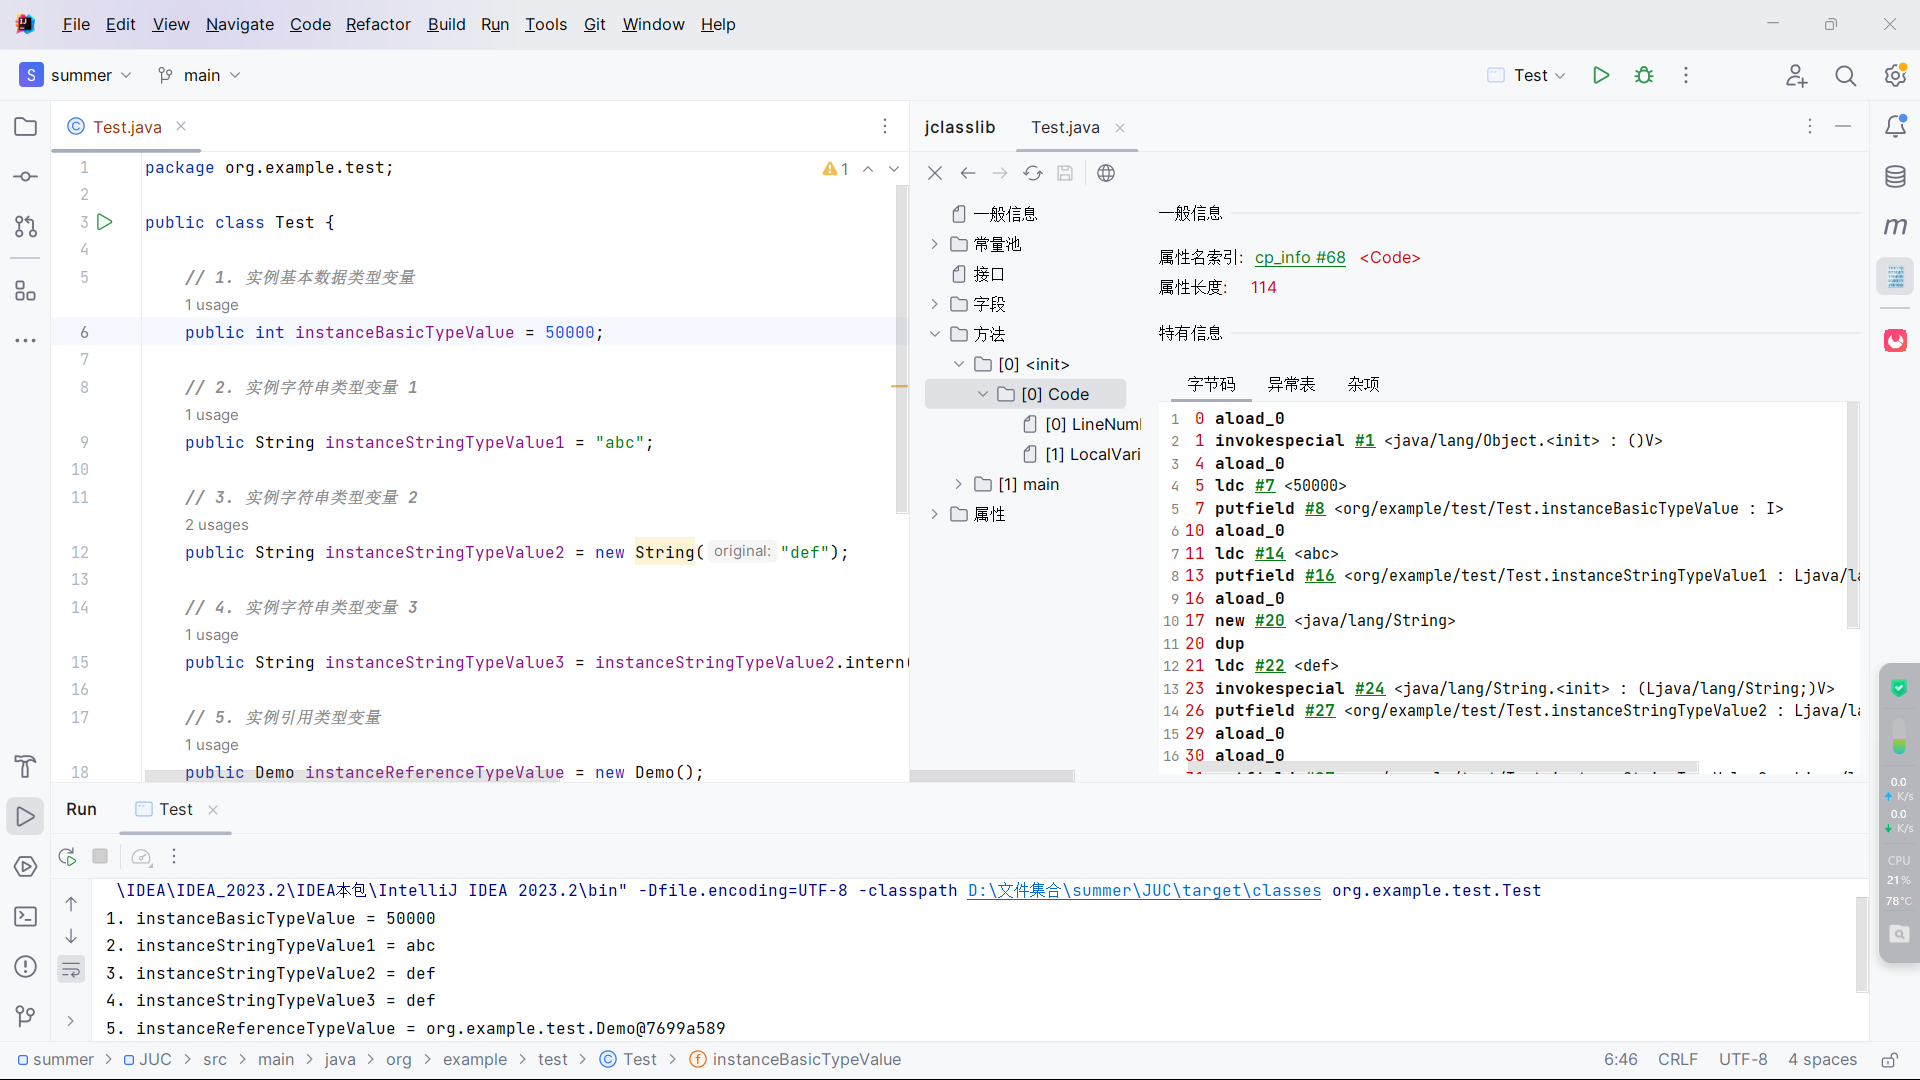 File Edit View Navigate Code Refactor Build Run Tools Git Window Help
S summer main Test
Test.java
1 package org.example.test;
1
2
3 public class Test {
4
5 // 1. 实例基本数据类型变量
1 usage
6 public int instanceBasicTypeValue = 50000;
7
8 // 2. 实例字符串类型变量 1
1 usage
9 public String instanceStringTypeValue1 = "abc";
10
11 // 3. 实例字符串类型变量 2
2 usages
12 public String instanceStringTypeValue2 = new String( original: "def");
13
14 // 4. 实例字符串类型变量 3
1 usage
15 public String instanceStringTypeValue3 = instanceStringTypeValue2.intern(
16
17 // 5. 实例引用类型变量
1 usage
18 public Demo instanceReferenceTypeValue = new Demo();
jclasslib Test.java
一般信息
常量池
接口
字段
方法
[0] <init>
[0] Code
[0] LineNum
[1] LocalVari
[1] main
属性
一般信息
属性名索引: cp_info #68 <Code>
属性长度: 114
特有信息
字节码 异常表 杂项
1 0 aload_0
2 1 invokespecial #1 <java/lang/Object.<init> : ()V>
3 4 aload_0
4 5 ldc #7 <50000>
5 7 putfield #8 <org/example/test/Test.instanceBasicTypeValue : I>
6 10 aload_0
7 11 ldc #14 <abc>
8 13 putfield #16 <org/example/test/Test.instanceStringTypeValue1 : Ljava/la
9 16 aload_0
10 17 new #20 <java/lang/String>
11 20 dup
12 21 ldc #22 <def>
13 23 invokespecial #24 <java/lang/String.<init> : (Ljava/lang/String;)V>
14 26 putfield #27 <org/example/test/Test.instanceStringTypeValue2 : Ljava/la
15 29 aload_0
16 30 aload_0
m
0.0
K/s
0.0
K/s
CPU
21%
78°C
Run Test
\IDEA\IDEA_2023.2\IDEA本包\IntelliJ IDEA 2023.2\bin" -Dfile.encoding=UTF-8 -classpath D:\文件集合\summer\JUC\target\classes org.example.test.Test
1. instanceBasicTypeValue = 50000
2. instanceStringTypeValue1 = abc
3. instanceStringTypeValue2 = def
4. instanceStringTypeValue3 = def
5. instanceReferenceTypeValue = org.example.test.Demo@7699a589
summer > JUC > src > main > java > org > example > test > Test > instanceBasicTypeValue
6:46 CRLF UTF-8 4 spaces